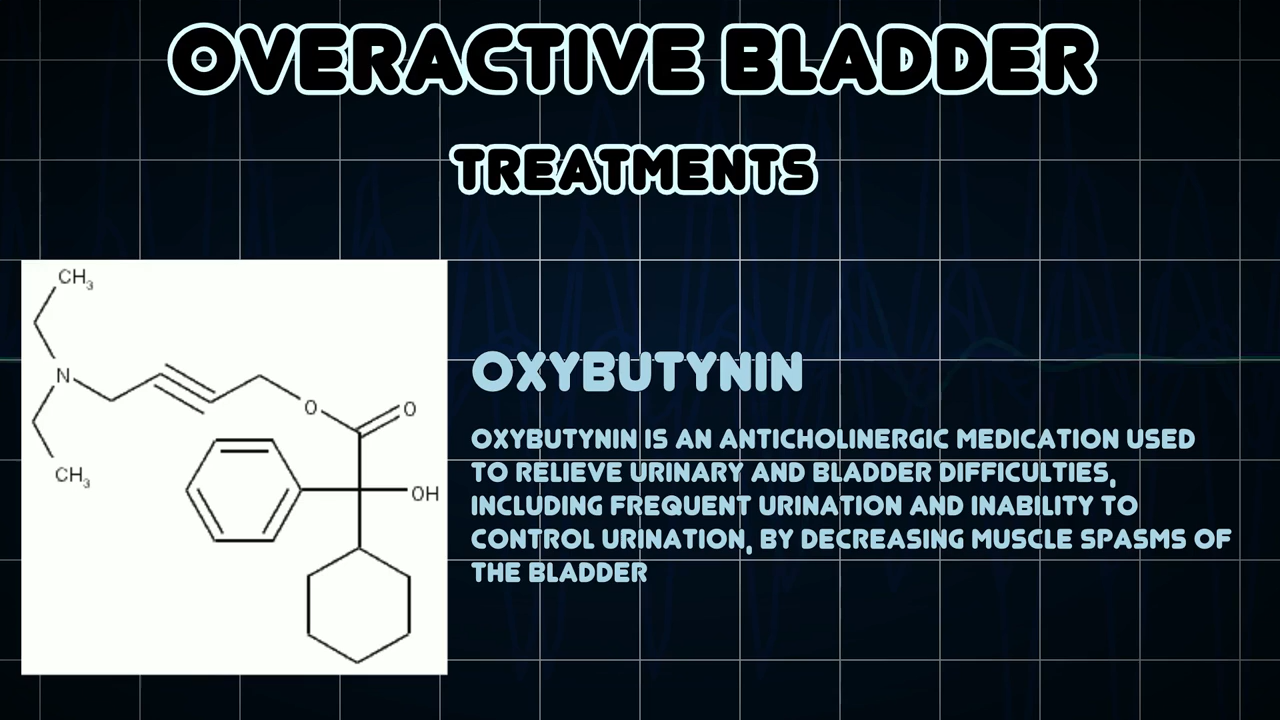 OVERACTIVE BLADDER
TREATMENTS
CH3
N
O
O
OH
CH3
OXYBUTYNIN
OXYBUTYNIN IS AN ANTICHOLINERGIC MEDICATION USED
TO RELIEVE URINARY AND BLADDER DIFFICULTIES,
INCLUDING FREQUENT URINATION AND INABILITY TO
CONTROL URINATION, BY DECREASING MUSCLE SPASMS OF
THE BLADDER